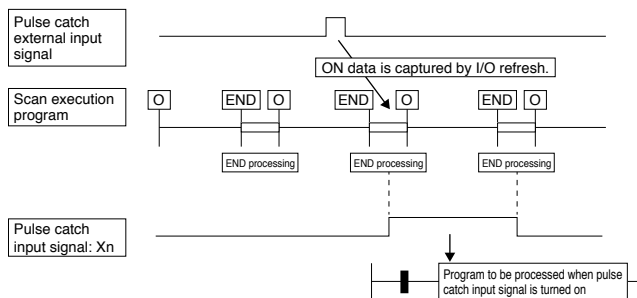 Pulse catch
external input
signal
ON data is captured by I/O refresh.
Scan execution
program
O END O END O END O
END processing END processing END processing
Pulse catch
input signal: Xn
Program to be processed when pulse
catch input signal is turned on